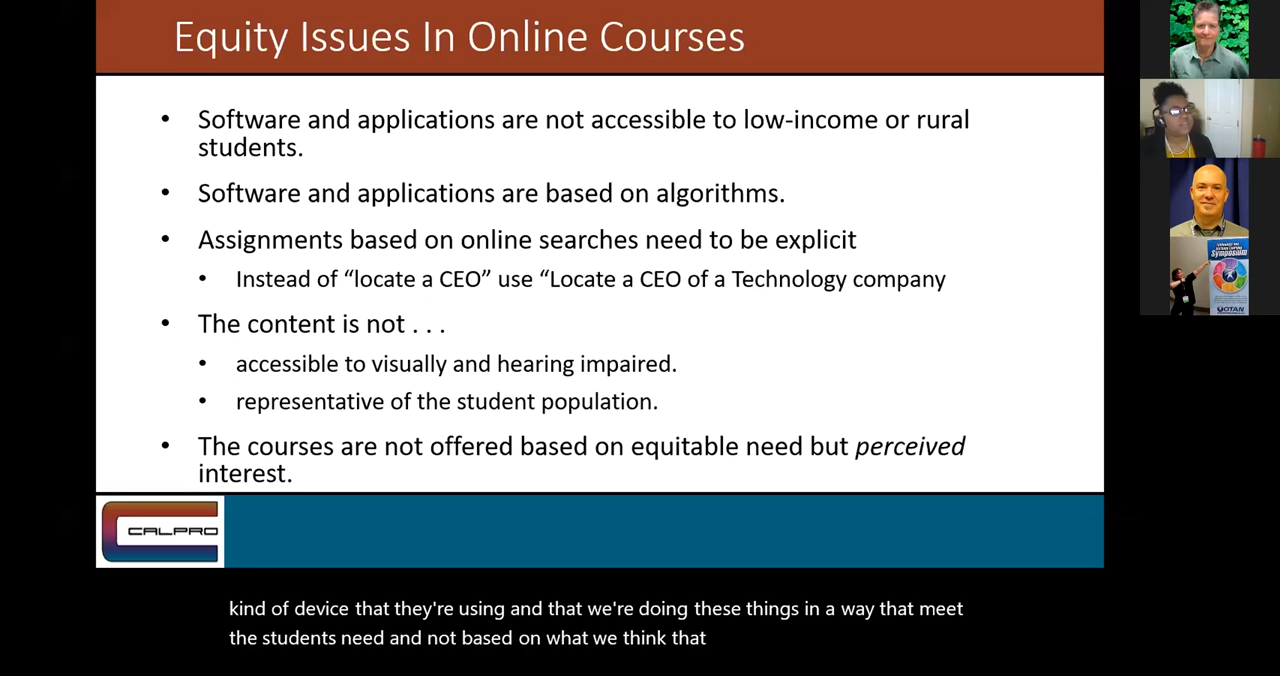 Equity Issues In Online Courses
• Software and applications are not accessible to low-income or rural
students.
• Software and applications are based on algorithms.
• Assignments based on online searches need to be explicit
• Instead of “locate a CEO” use “Locate a CEO of a Technology company
• The content is not . . .
• accessible to visually and hearing impaired.
• representative of the student population.
• The courses are not offered based on equitable need but perceived
interest.
CALPRO
kind of device that they're using and that we're doing these things in a way that meet
the students need and not based on what we think that
Symposium
OTAN